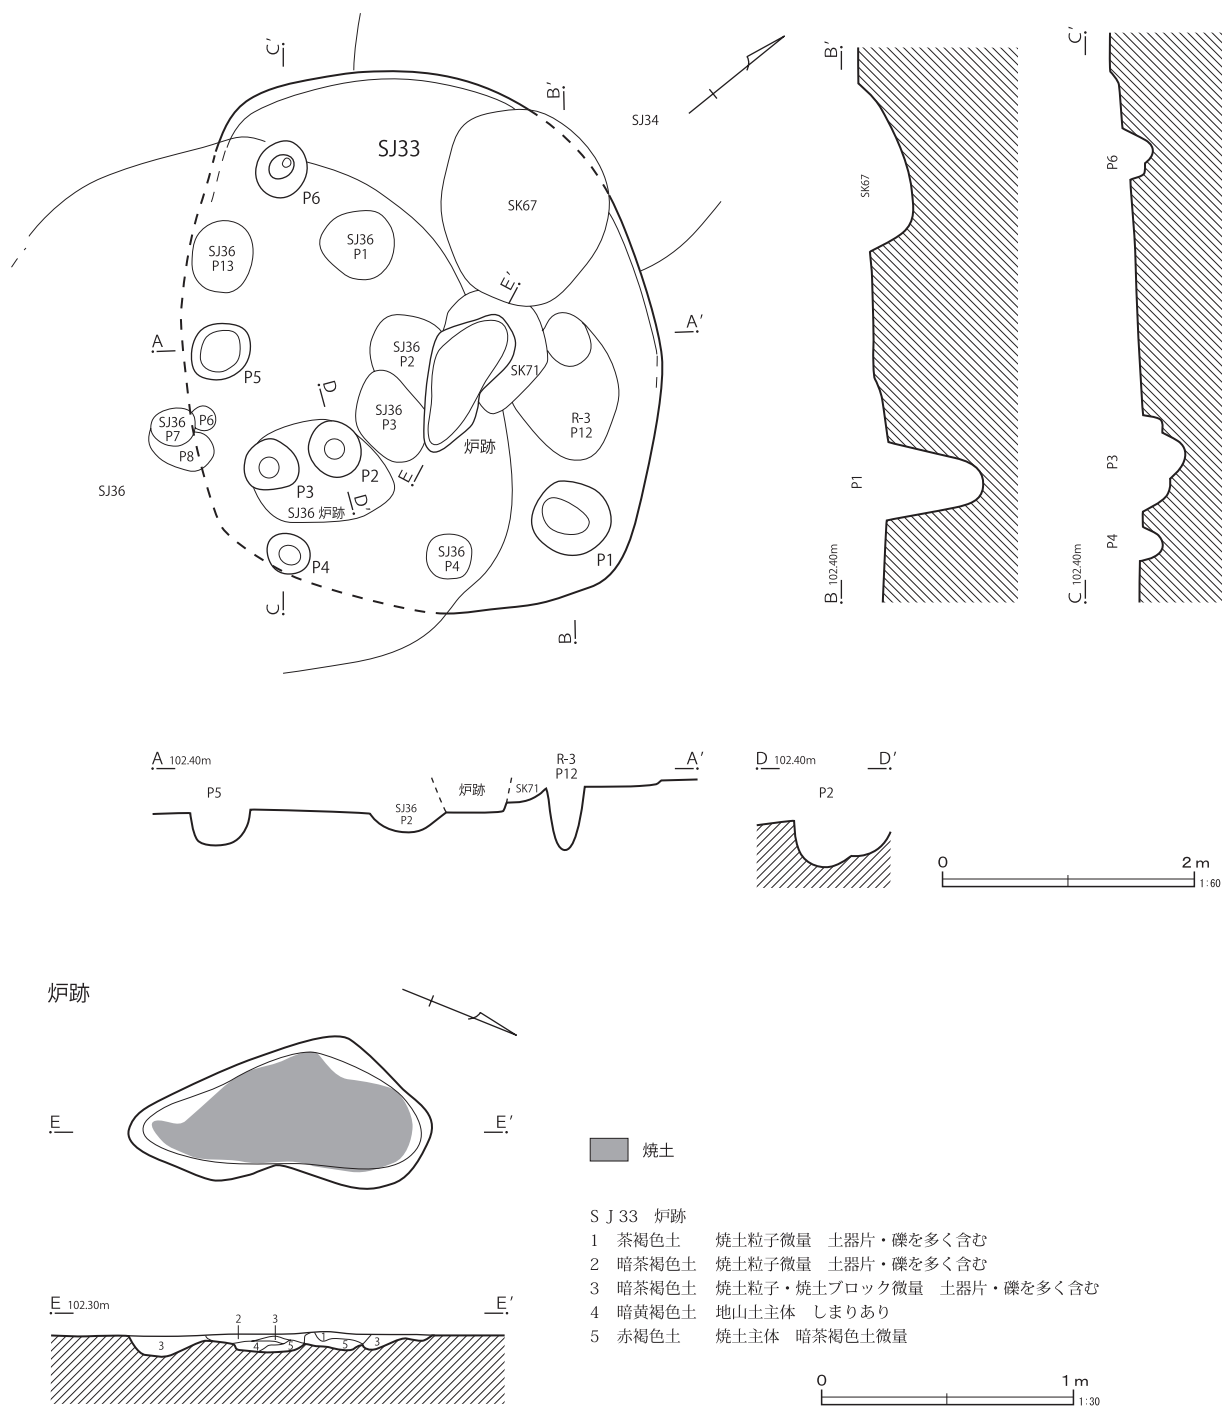 C′
B′
SJ34
SJ33
P6
SK67
SJ36
P13
SJ36
P1
E′
A
A′
P5
SJ36
P2
SK71
D
SJ36
P3
R-3
P12
SJ36
P7
P6
P8
炉跡
E
P2
P3
D′
SJ36 炉跡
SJ36
P4
SJ36
P4
P1
C
B
B′
SK67
P1
B 102.40m
C′
P6
P3
P4
C 102.40m
A 102.40m
A′
P5
SJ36
P2
炉跡
SK71
R-3
P12
D 102.40m
D′
P2
0 2m
1:60
炉跡
E
E′
焼土
SJ33 炉跡
1 茶褐色土 焼土粒子微量 土器片・礫を多く含む
2 暗茶褐色土 焼土粒子微量 土器片・礫を多く含む
3 暗茶褐色土 焼土粒子・焼土ブロック微量 土器片・礫を多く含む
4 暗黄褐色土 地山土主体 しまりあり
5 赤褐色土 焼土主体 暗茶褐色土微量
E 102.30m
E′
2 3
3 4 5 1 5 3
0 1m
1:30